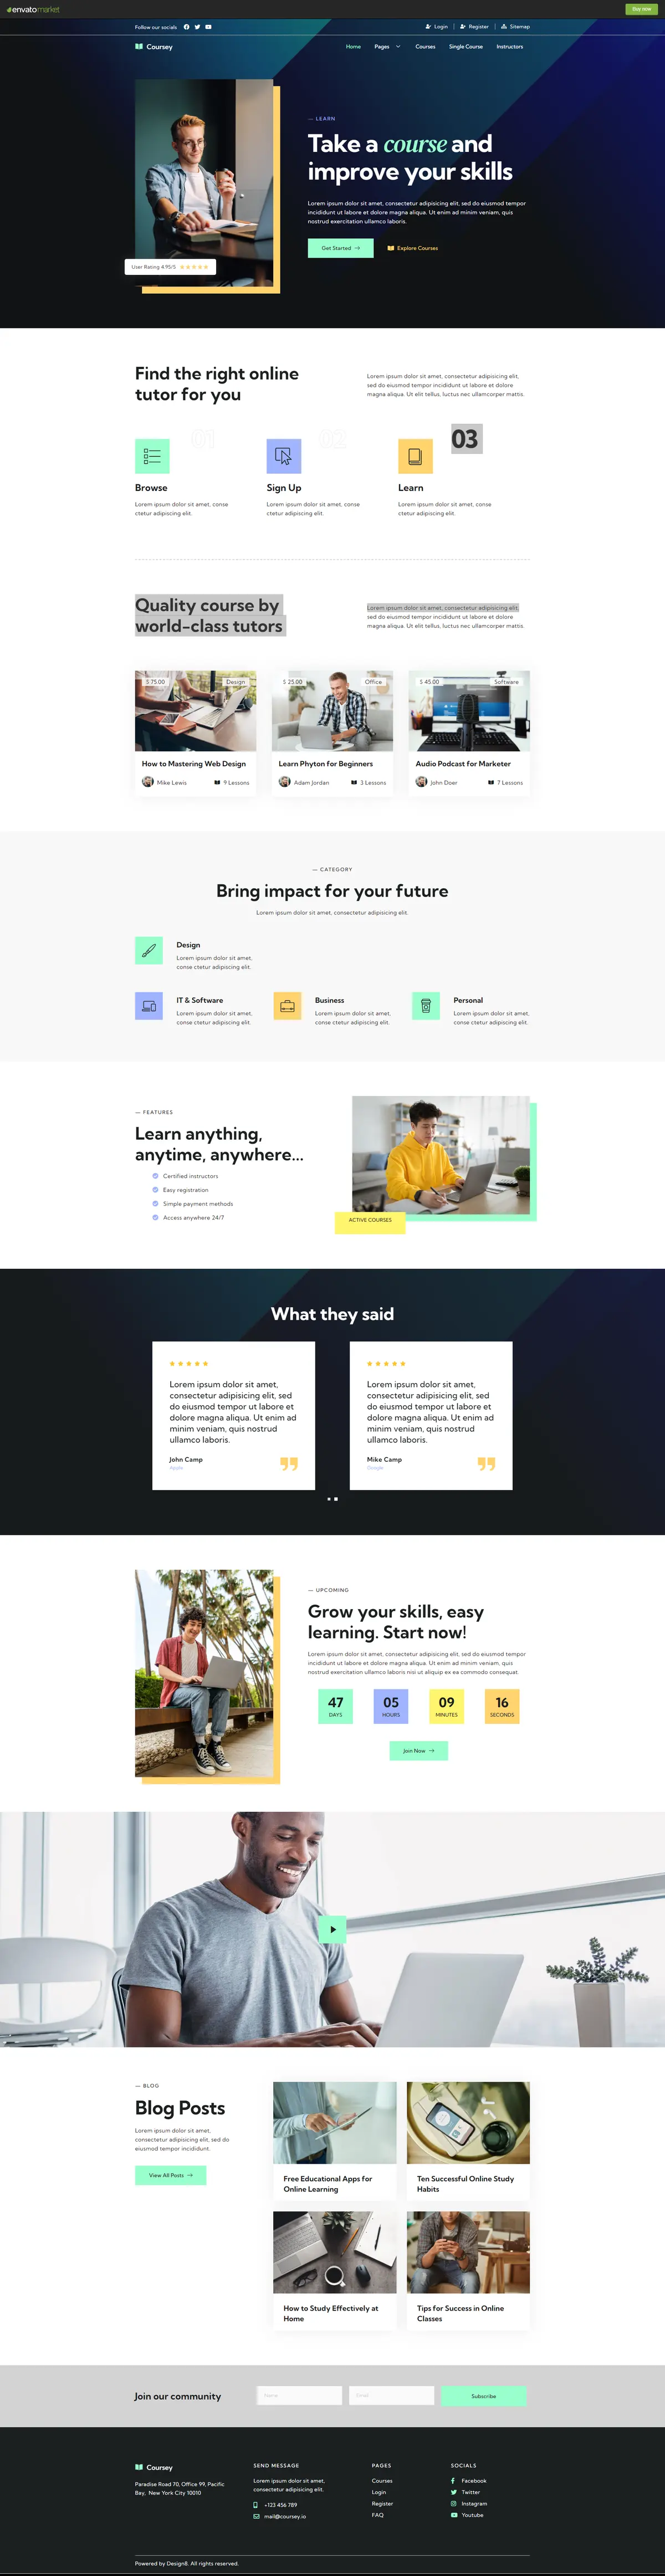 envatomarket
Buy now
Follow our socials
Login
Register
Sitemap
Coursey
Home
Pages
Courses
Single Course
Instructors
— LEARN
Take a course and
improve your skills
Lorem ipsum dolor sit amet, consectetur adipisicing elit, sed do eiusmod tempor
incididunt ut labore et dolore magna aliqua. Ut enim ad minim veniam, quis
nostrud exercitation ullamco laboris.
Get Started
Explore Courses
User Rating 4.95/5
Find the right online
tutor for you
Lorem ipsum dolor sit amet, consectetur adipisicing elit,
sed do eiusmod tempor incididunt ut labore et dolore
magna aliqua. Ut elit tellus, luctus nec ullamcorper mattis.
01
02
03
Browse
Lorem ipsum dolor sit amet, conse
ctetur adipiscing elit.
Sign Up
Lorem ipsum dolor sit amet, conse
ctetur adipiscing elit.
Learn
Lorem ipsum dolor sit amet, conse
ctetur adipiscing elit.
Quality course by
world-class tutors
Lorem ipsum dolor sit amet, consectetur adipisicing elit,
sed do eiusmod tempor incididunt ut labore et dolore
magna aliqua. Ut elit tellus, luctus nec ullamcorper mattis.
$ 75.00
Design
How to Mastering Web Design
Mike Lewis
9 Lessons
$ 25.00
Office
Learn Phyton for Beginners
Adam Jordan
3 Lessons
$ 45.00
Software
Audio Podcast for Marketer
John Doer
7 Lessons
— CATEGORY
Bring impact for your future
Lorem ipsum dolor sit amet, consectetur adipisicing elit.
Design
Lorem ipsum dolor sit amet,
conse ctetur adipiscing elit.
IT & Software
Lorem ipsum dolor sit amet,
conse ctetur adipiscing elit.
Business
Lorem ipsum dolor sit amet,
conse ctetur adipiscing elit.
Personal
Lorem ipsum dolor sit amet,
conse ctetur adipiscing elit.
— FEATURES
Learn anything,
anytime, anywhere...
Certified instructors
Easy registration
Simple payment methods
Access anywhere 24/7
ACTIVE COURSES
What they said
Lorem ipsum dolor sit amet,
consectetur adipisicing elit, sed
do eiusmod tempor ut labore et
dolore magna aliqua. Ut enim ad
minim veniam, quis nostrud
ullamco laboris.
John Camp
Apple
Lorem ipsum dolor sit amet,
consectetur adipisicing elit, sed
do eiusmod tempor ut labore et
dolore magna aliqua. Ut enim ad
minim veniam, quis nostrud
ullamco laboris.
Mike Camp
Google
— UPCOMING
Grow your skills, easy
learning. Start now!
Lorem ipsum dolor sit amet, consectetur adipisicing elit, sed do eiusmod tempor
incididunt ut labore et dolore magna aliqua. Ut enim ad minim veniam, quis
nostrud exercitation ullamco laboris nisi ut aliquip ex ea commodo consequat.
47
DAYS
05
HOURS
09
MINUTES
16
SECONDS
Join Now
— BLOG
Blog Posts
Lorem ipsum dolor sit amet,
consectetur adipisicing elit, sed do
eiusmod tempor incididunt.
View All Posts
Free Educational Apps for
Online Learning
Ten Successful Online Study
Habits
How to Study Effectively at
Home
Tips for Success in Online
Classes
Join our community
Name
Email
Subscribe
Coursey
Paradise Road 70, Office 99, Pacific
Bay, New York City 10010
SEND MESSAGE
Lorem ipsum dolor sit amet,
consectetur adipisicing elit.
+123 456 789
mail@coursey.io
PAGES
Courses
Login
Register
FAQ
SOCIALS
Facebook
Twitter
Instagram
Youtube
Powered by Design8. All rights reserved.